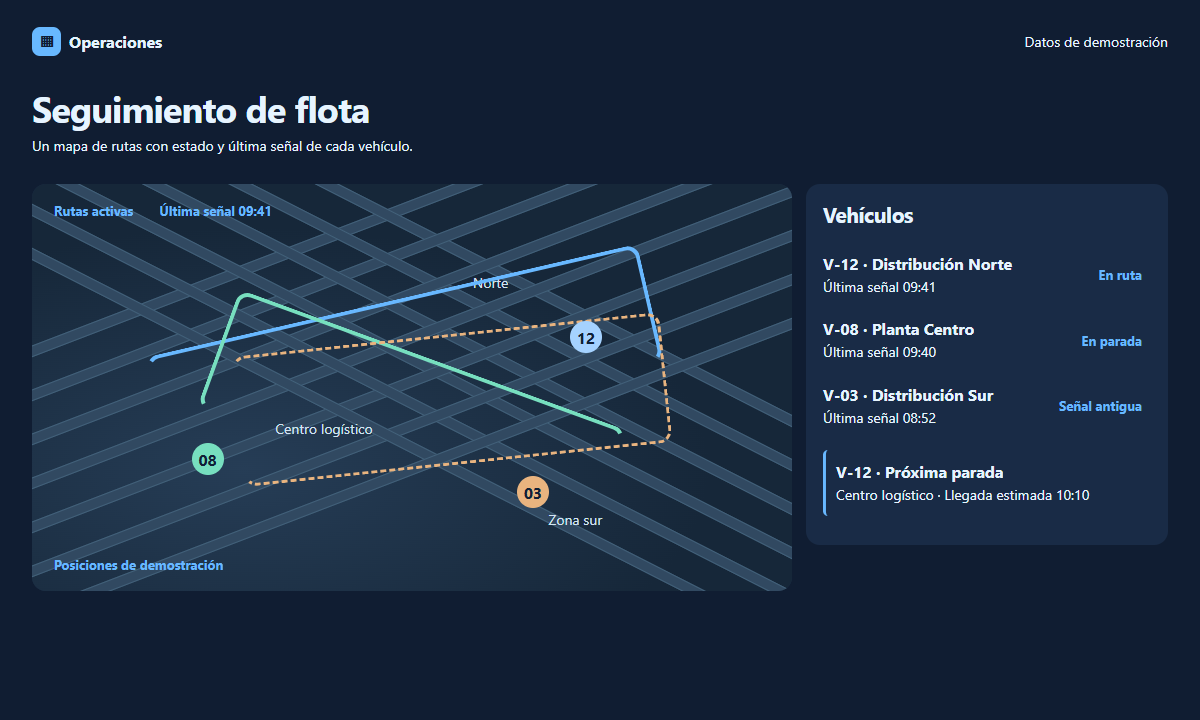 Operaciones
Datos de demostración
Seguimiento de flota
Un mapa de rutas con estado y última señal de cada vehículo.
Rutas activas
Última señal 09:41
Norte
12
Centro logístico
08
03
Zona sur
Posiciones de demostración
Vehículos
V-12 · Distribución Norte
Última señal 09:41
En ruta
V-08 · Planta Centro
Última señal 09:40
En parada
V-03 · Distribución Sur
Última señal 08:52
Señal antigua
V-12 · Próxima parada
Centro logístico · Llegada estimada 10:10